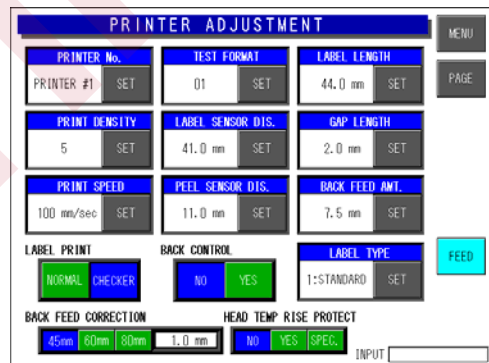 PRINTER ADJUSTMENT
MENU
PRINTER No.
TEST FORMAT
LABEL LENGTH
PRINTER #1 SET
01 SET
44.0 mm SET
PAGE
PRINT DENSITY
LABEL SENSOR DIS.
GAP LENGTH
5 SET
41.0 mm SET
2.0 mm SET
PRINT SPEED
PEEL SENSOR DIS.
BACK FEED AMT.
100 mm/sec SET
11.0 mm SET
7.5 mm SET
LABEL PRINT
BACK CONTROL
LABEL TYPE
FEED
NORMAL CHECKER
NO YES
1:STANDARD SET
BACK FEED CORRECTION
HEAD TEMP RISE PROTECT
45mm 60mm 80mm 1.0 mm
NO YES SPEC.
INPUT